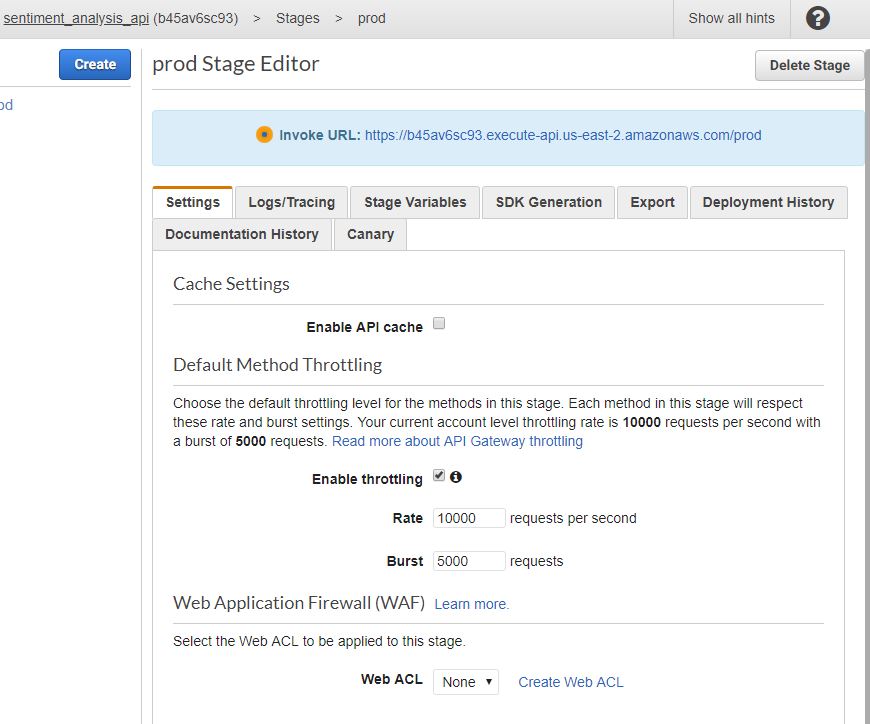 sentiment_analysis_api (b45av6sc93) > Stages > prod Show all hints ?
Create
prod Stage Editor
Delete Stage
od
Invoke URL: https://b45av6sc93.execute-api.us-east-2.amazonaws.com/prod
Settings Logs/Tracing Stage Variables SDK Generation Export Deployment History
Documentation History Canary
Cache Settings
Enable API cache
Default Method Throttling
Choose the default throttling level for the methods in this stage. Each method in this stage will respect
these rate and burst settings. Your current account level throttling rate is 10000 requests per second with
a burst of 5000 requests. Read more about API Gateway throttling
Enable throttling
Rate 10000 requests per second
Burst 5000 requests
Web Application Firewall (WAF) Learn more.
Select the Web ACL to be applied to this stage.
Web ACL None Create Web ACL